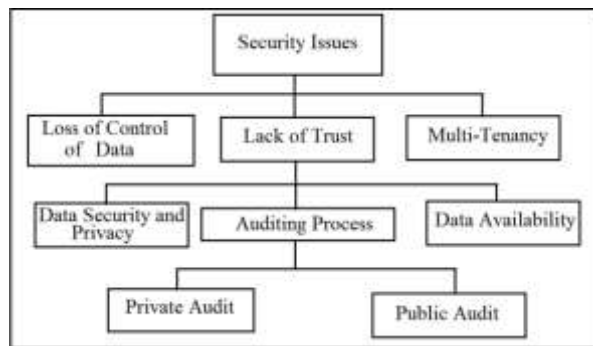 Security Issues
Loss of Control
of Data
Lack of Trust
Multi-Tenancy
Data Security and
Privacy
Auditing Process
Data Availability
Private Audit
Public Audit